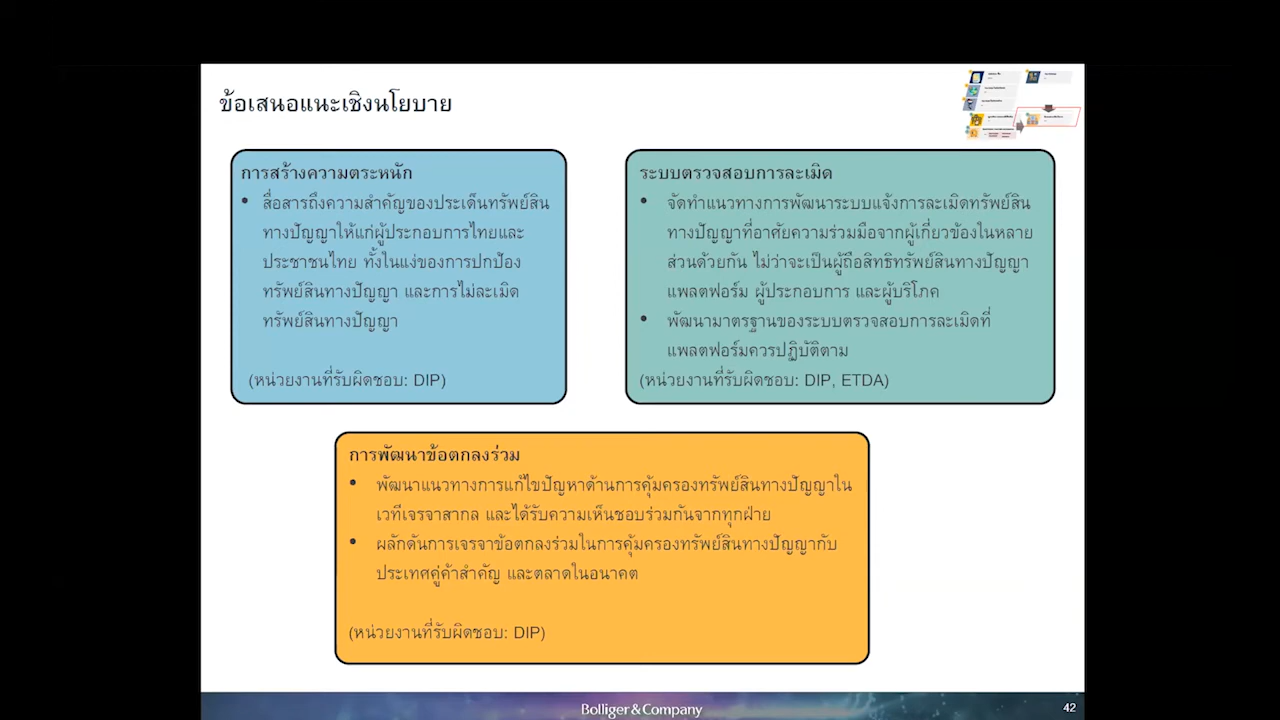 ข้อเสนอแนะเชิงนโยบาย
การสร้างความตระหนัก
• สื่อสารถึงความสำคัญของประเด็นทรัพย์สิน
ทางปัญญาให้แก่ผู้ประกอบการไทยและ
ประชาชนไทย ทั้งในแง่ของการปกป้อง
ทรัพย์สินทางปัญญา และการไม่ละเมิด
ทรัพย์สินทางปัญญา
(หน่วยงานที่รับผิดชอบ: DIP)
ระบบตรวจสอบการละเมิด
• จัดทำแนวทางการพัฒนาระบบแจ้งการละเมิดทรัพย์สิน
ทางปัญญาที่อาศัยความร่วมมือจากผู้เกี่ยวข้องในหลาย
ส่วนด้วยกัน ไม่ว่าจะเป็นผู้ถือสิทธิทรัพย์สินทางปัญญา
แพลตฟอร์ม ผู้ประกอบการ และผู้บริโภค
• พัฒนามาตรฐานของระบบตรวจสอบการละเมิดที่
แพลตฟอร์มควรปฏิบัติตาม
(หน่วยงานที่รับผิดชอบ: DIP, ETDA)
การพัฒนาข้อตกลงร่วม
• พัฒนาแนวทางการแก้ไขปัญหาด้านการคุ้มครองทรัพย์สินทางปัญญาใน
เวทีเจรจาสากล และได้รับความเห็นชอบร่วมกันจากทุกฝ่าย
• ผลักดันการเจรจาข้อตกลงร่วมในการคุ้มครองทรัพย์สินทางปัญญากับ
ประเทศคู่ค้าสำคัญ และตลาดในอนาคต
(หน่วยงานที่รับผิดชอบ: DIP)
Bolliger & Company
42